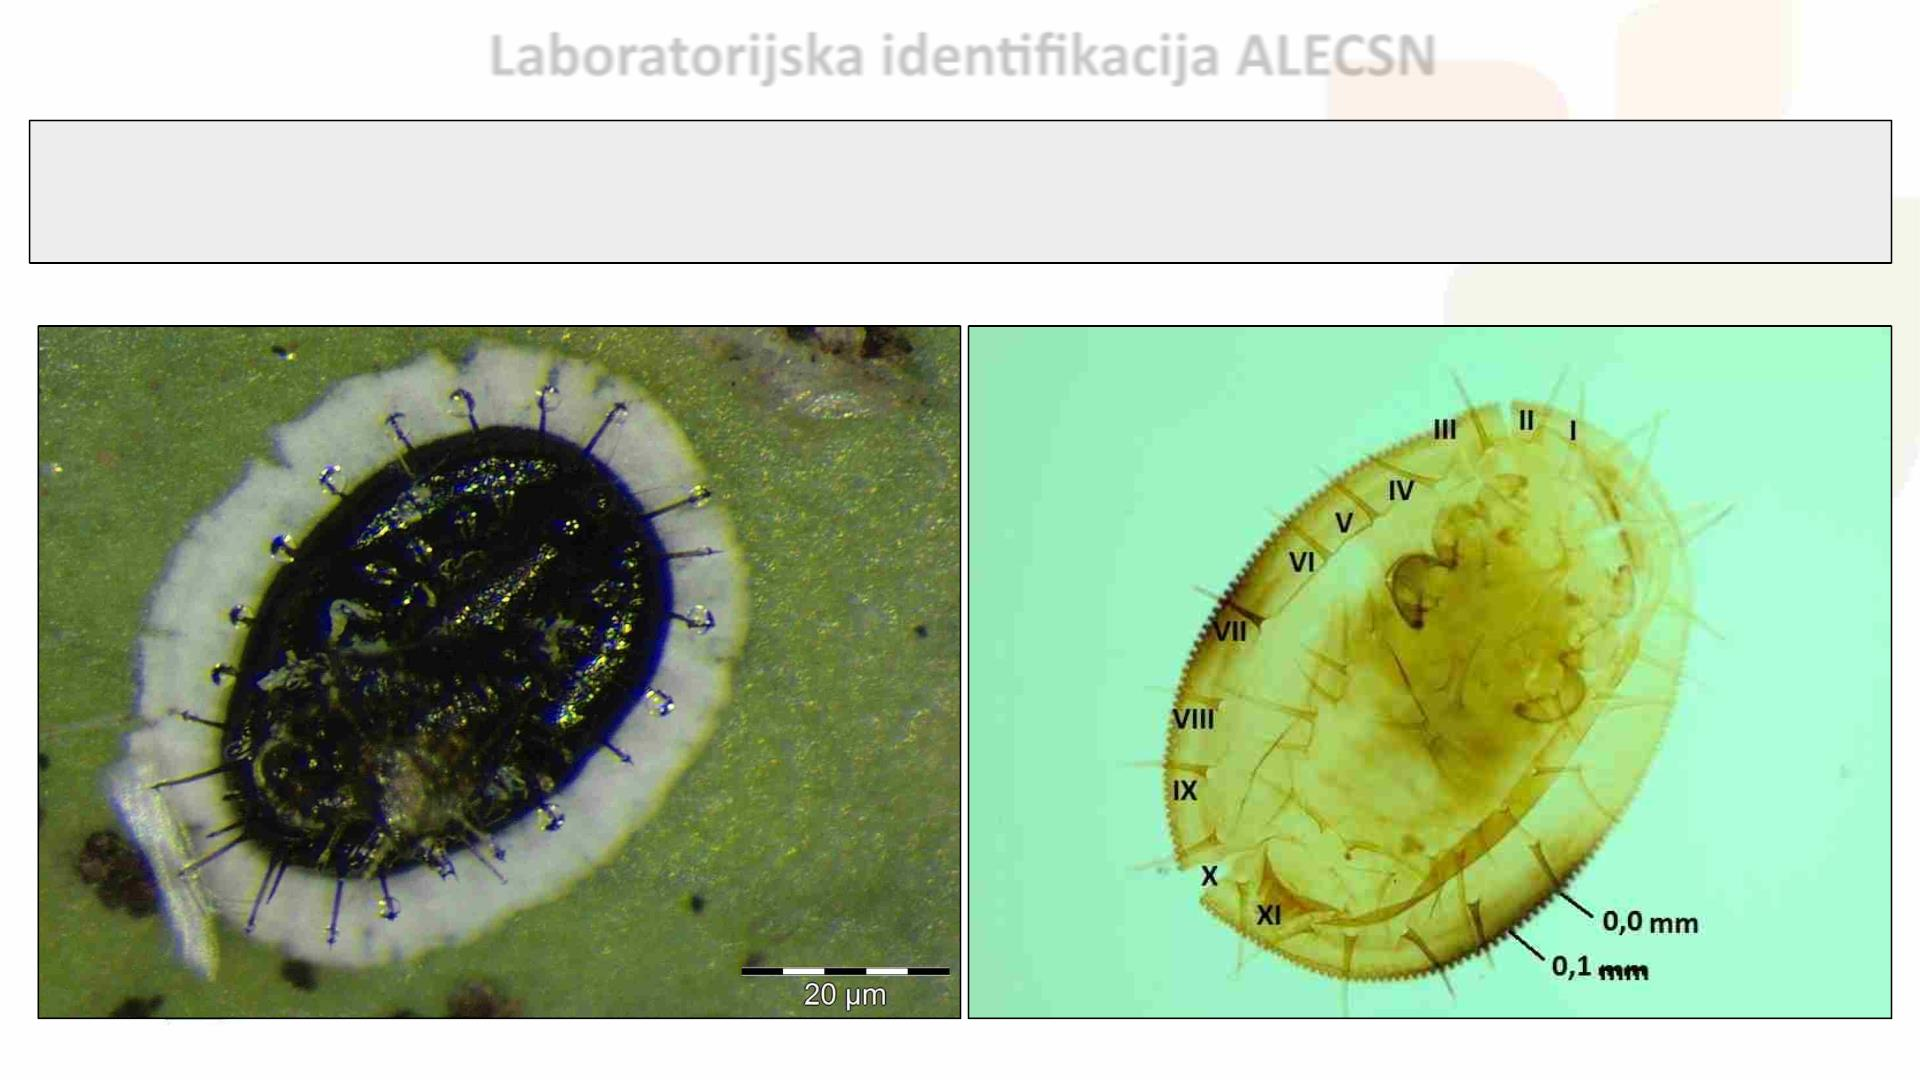 Laboratorijska identifikacija ALECSN
III
II
I
IV
V
VI
VII
VIII
IX
X
XI
0,0 mm
0,1 mm
20 µm